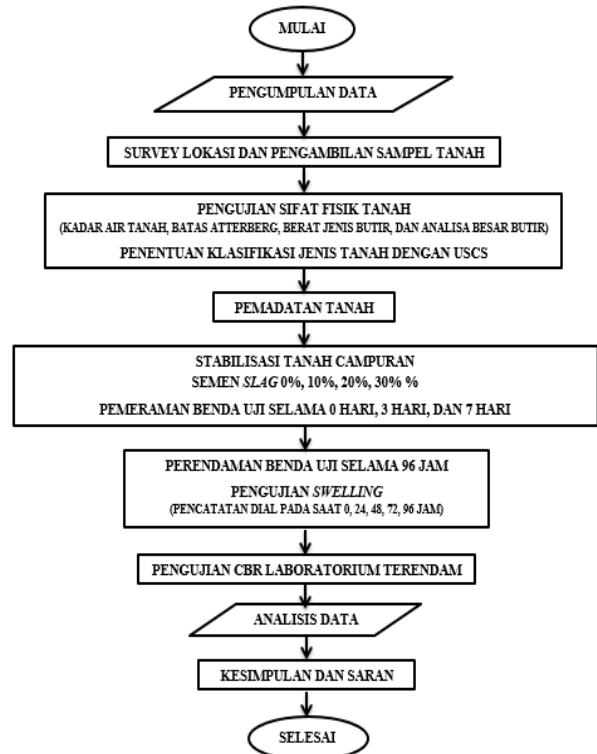 MULAI
PENGUMPULAN DATA
SURVEY LOKASI DAN PENGAMBILAN SAMPEL TANAH
PENGUJIAN SIFAT FISIK TANAH
(KADAR AIR TANAH, BATAS ATTERBERG, BERAT JENIS BUTIR, DAN ANALISA BESAR BUTIR)
PENENTUAN KLASIFIKASI JENIS TANAH DENGAN USCS
PEMADATAN TANAH
STABILISASI TANAH CAMPURAN
SEMEN SLAG 0%, 10%, 20%, 30% %
PEMERAMAN BENDA UJI SELAMA 0 HARI, 3 HARI, DAN 7 HARI
PERENDAMAN BENDA UJI SELAMA 96 JAM
PENGUJIAN SWELLING
(PENCATATAN DIAL PADA SAAT 0, 24, 48, 72, 96 JAM)
PENGUJIAN CBR LABORATORIUM TERENDAM
ANALISIS DATA
KESIMPULAN DAN SARAN
SELESAI